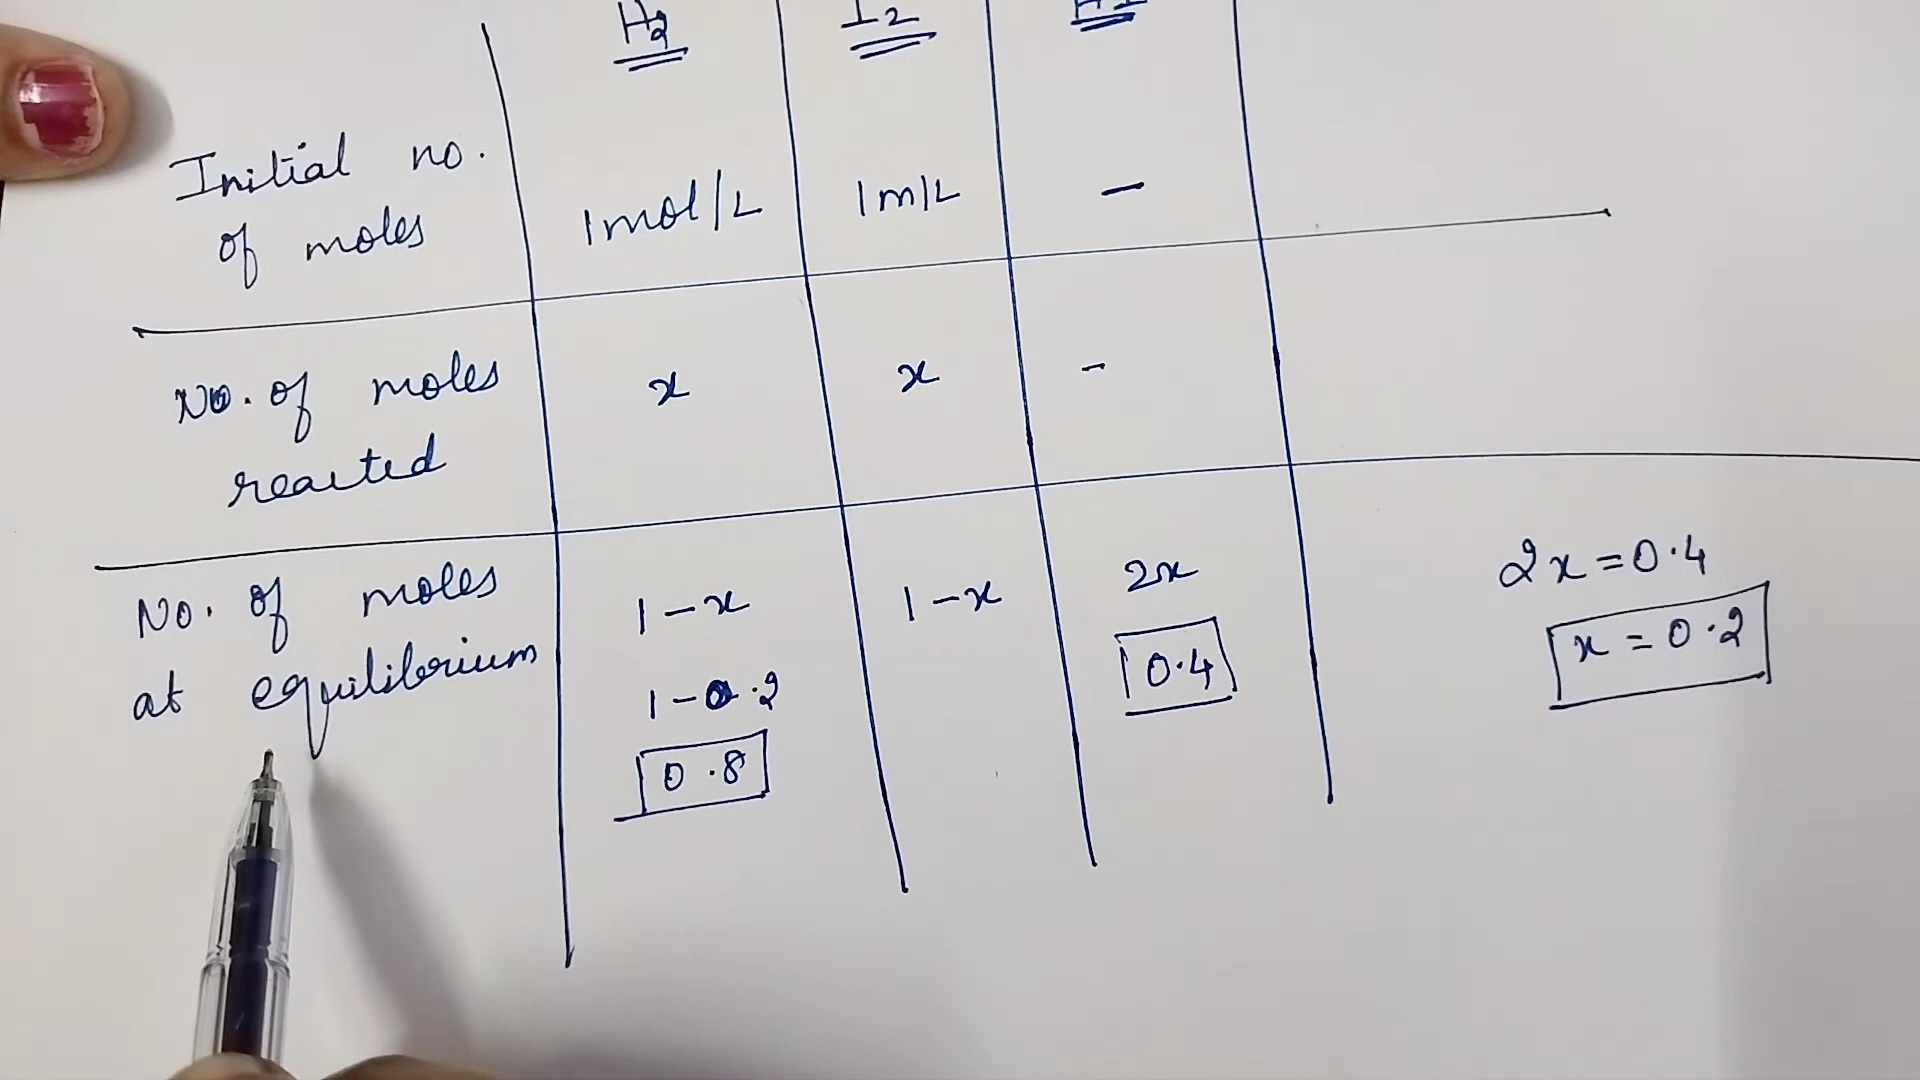 H2 I2 HI
Initial no.
of moles 1mol/L 1m/L -
No. of moles x x -
reacted
No. of moles 1-x 1-x 2x 2x=0.4
at equilibrium 1-0.2 0.4 x=0.2
0.8